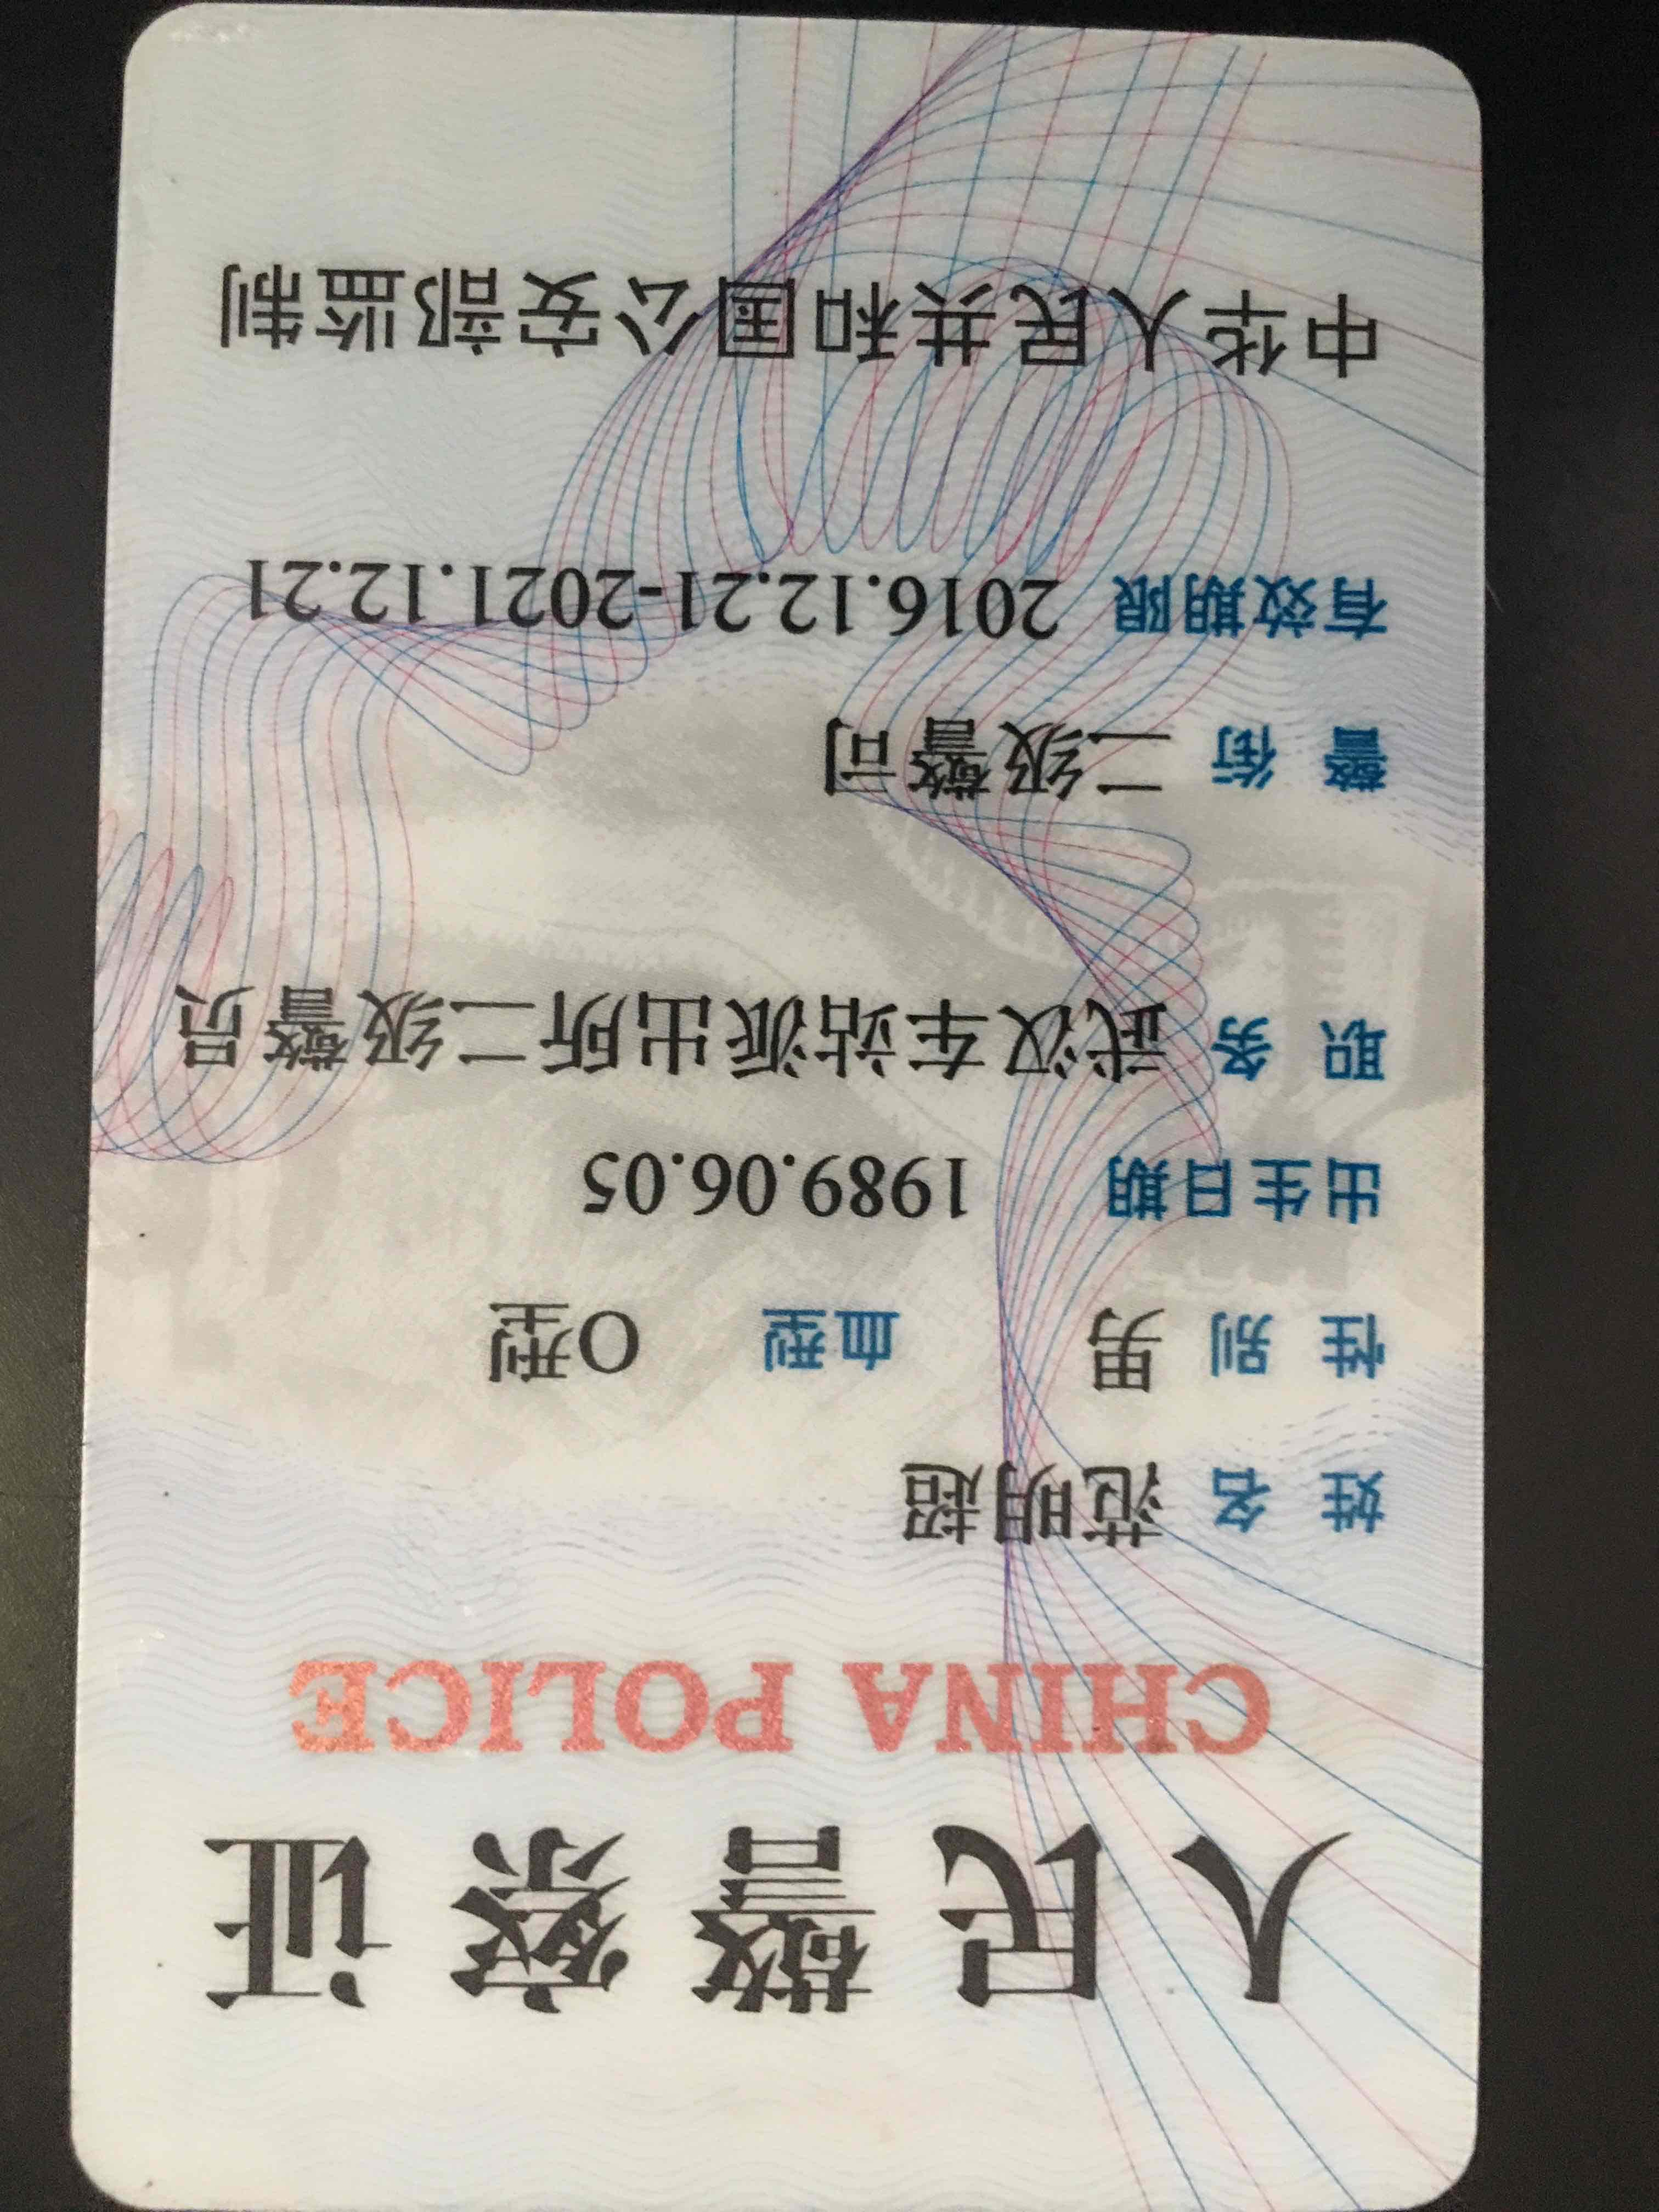 人民警察证
CHINA POLICE
姓 名 范明超
性 别 男 血型 O型
出生日期 1989.06.05
职 务 武汉车站派出所二级警员
警 衔 二级警司
有效期限 2016.12.21-2021.12.21
中华人民共和国公安部监制